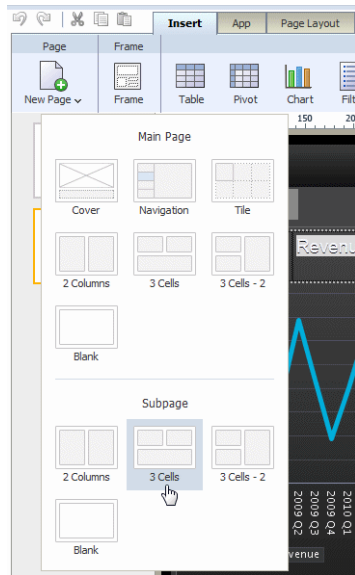 Insert App Page Layout
Page Frame
New Page Frame Table Pivot Chart Filt
150 20
Main Page
Cover Navigation Tile
2 Columns 3 Cells 3 Cells - 2
Blank
Revenu
Subpage
2 Columns 3 Cells 3 Cells - 2
Blank
2009 Q2
2009 Q3
2009 Q4
2010 Q1
venue